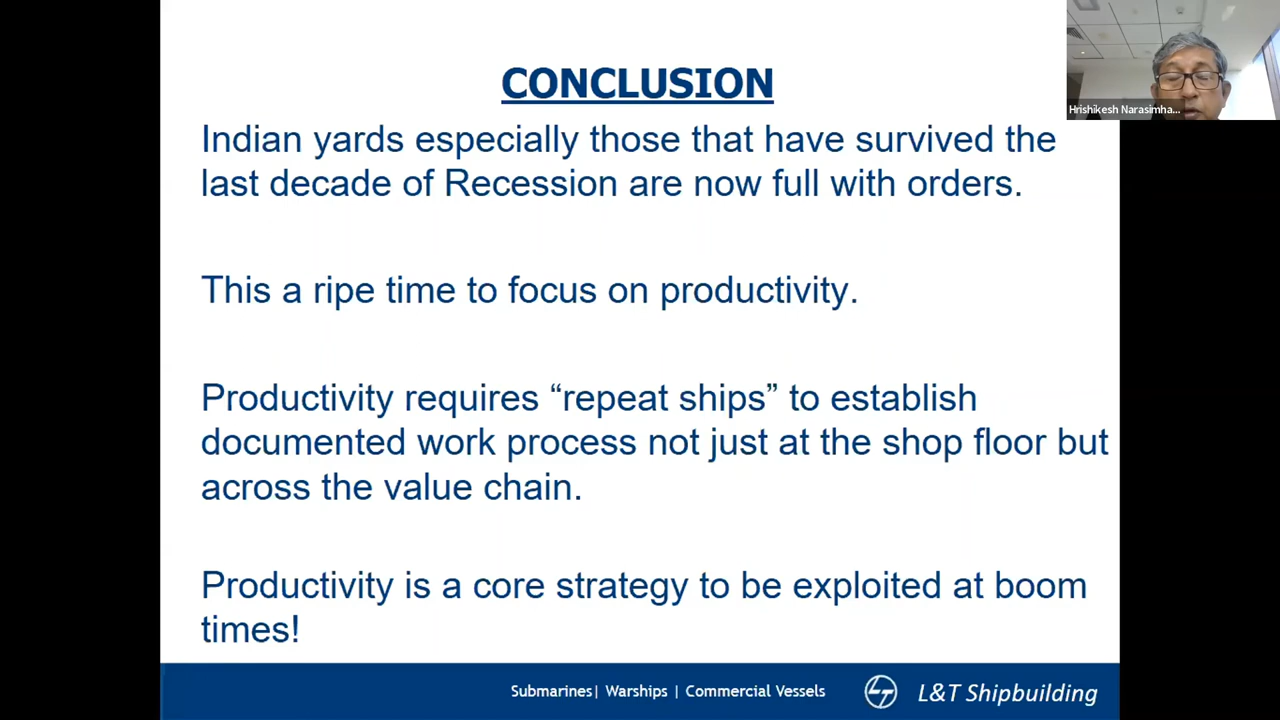 CONCLUSION
Hrishikesh Narasimha...
Indian yards especially those that have survived the
last decade of Recession are now full with orders.
This a ripe time to focus on productivity.
Productivity requires “repeat ships” to establish
documented work process not just at the shop floor but
across the value chain.
Productivity is a core strategy to be exploited at boom
times!
Submarines| Warships | Commercial Vessels
L&T Shipbuilding